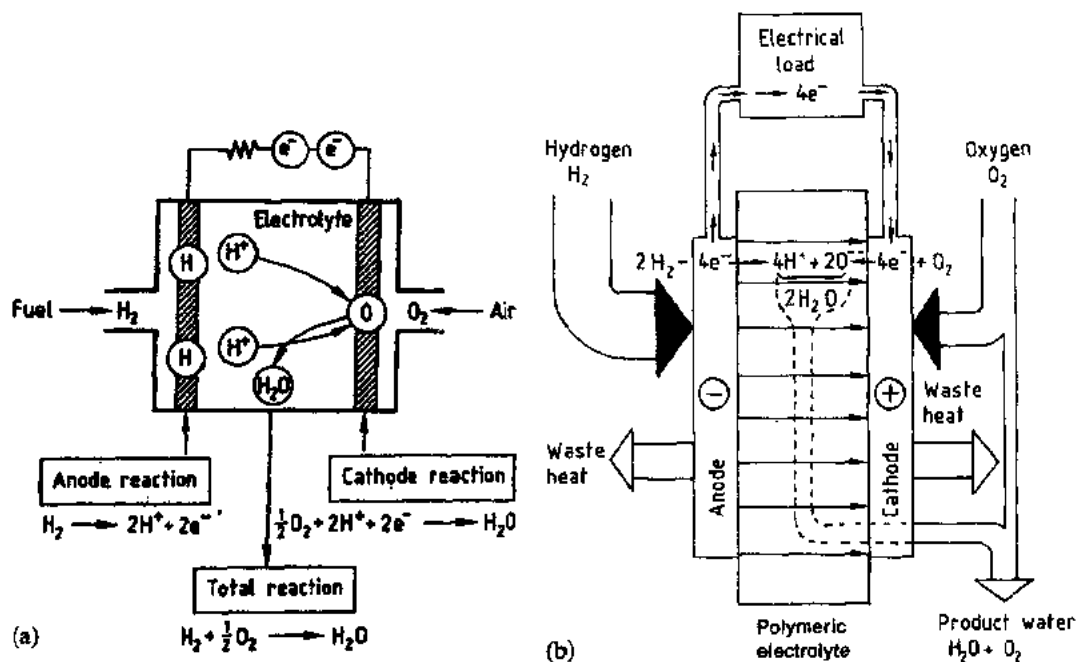 e⁻ e⁻
Electrolyte
H H⁺
Fuel H₂ O O₂ Air
H H⁺
H₂O
Anode reaction
H₂ → 2H⁺ + 2e⁻
Cathode reaction
½O₂ + 2H⁺ + 2e⁻ → H₂O
Total reaction
H₂ + ½O₂ → H₂O
(a)
Electrical
load
4e⁻
Hydrogen
H₂
Oxygen
O₂
2H₂ - 4e⁻ → 4H⁺ + 2O⁻⁻ ← 4e⁻ + O₂
2H₂O
−
+
Waste
heat
Waste
heat
Anode
Cathode
Polymeric
electrolyte
Product water
H₂O + O₂
(b)